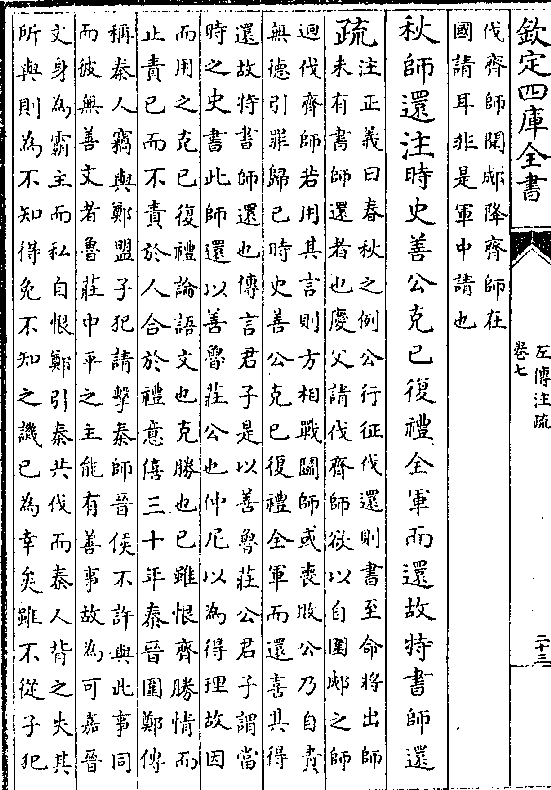 欽定四庫全書
左傳注疏
卷七
二十三
伐齊師聞郕降齊師在
國請耳非是軍中請也
秋師還注時史善公克己復禮全軍而還故特書師還
疏
注正義曰春秋之例公行征伐還則書至命將出師
未有書師還者也慶父請伐齊師欲以自圍郕之師
迴伐齊師若用其言則方相戰鬭師或喪敗公乃自責
無德引罪歸己時史善公克己復禮全軍而還喜其得
還故特書師還也傳言君子是以善魯莊公君子謂當
時之史書此師還以善魯莊公也仲尼以為得理故因
而用之克己復禮論語文也克勝也己雖恨齊勝情而
止責己而不責於人合於禮意僖三十年秦晉圍鄭傳
稱秦人竊與鄭盟子犯請擊秦師晉侯不許與此事同
而彼無善文者魯莊中平之主能有善事故為可嘉晉
文身為霸主而私自恨鄭引秦共伐而秦人背之失其
所與則為不知得免不知之譏已為幸矣雖不從子犯